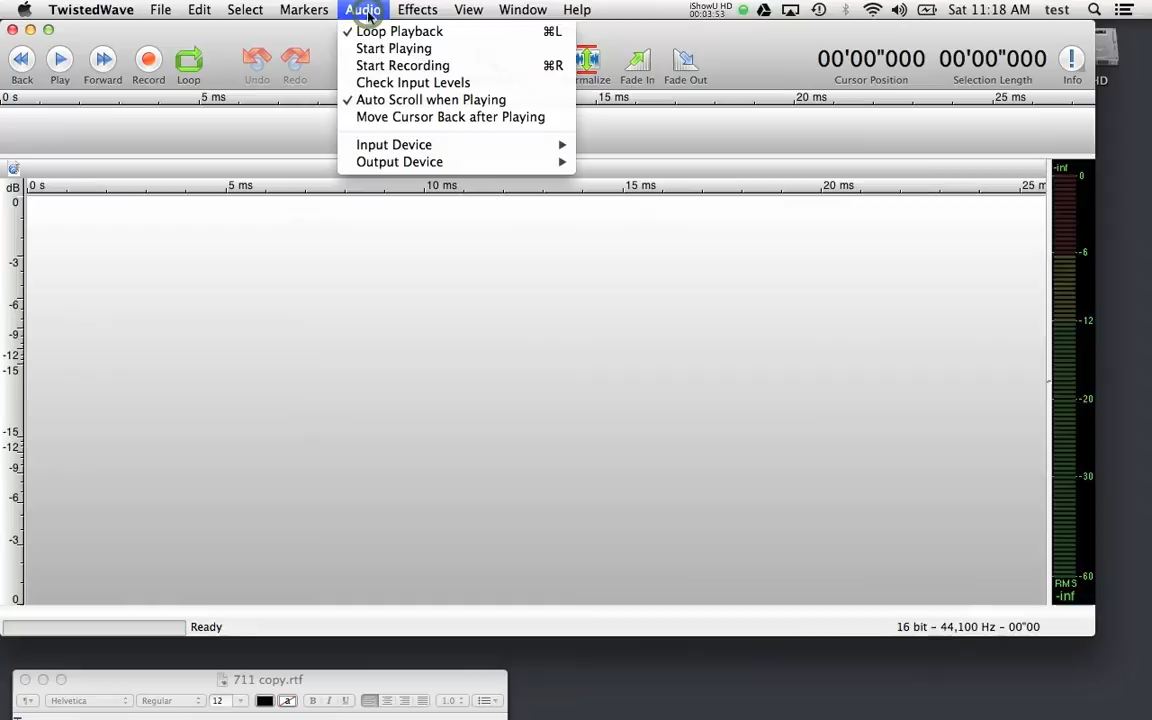 TwistedWave File Edit Select Markers Audio Effects View Window Help iShowU HD 00:03:53 Sat 11:18 AM test
Loop Playback ⌘L
Start Playing
Start Recording ⌘R
Check Input Levels
Auto Scroll when Playing
Move Cursor Back after Playing
Input Device
Output Device
Back Play Forward Record Loop Undo Redo malize Fade In Fade Out
00'00"000 00'00"000
Cursor Position Selection Length Info HD
0 s 5 ms 15 ms 20 ms 25 ms
dB 0 s 5 ms 10 ms 15 ms 20 ms 25 m
0
-3
-6
-9
-12
-15
-15
-12
-9
-6
-3
0
-inf
0
-6
-12
-20
-30
-60
RMS
-inf
Ready 16 bit - 44,100 Hz - 00"00
711 copy.rtf
Helvetica Regular 12 a B I U 1.0